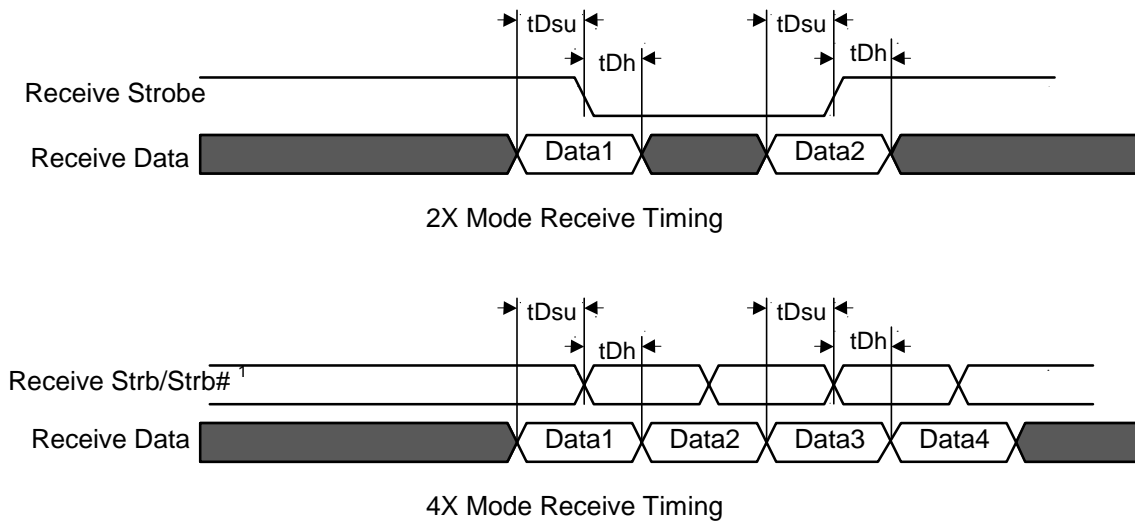 tDsu tDsu
tDh tDh
Receive Strobe
Receive Data Data1 Data2
2X Mode Receive Timing
tDsu tDsu
tDh tDh
Receive Strb/Strb# 1
Receive Data Data1 Data2 Data3 Data4
4X Mode Receive Timing